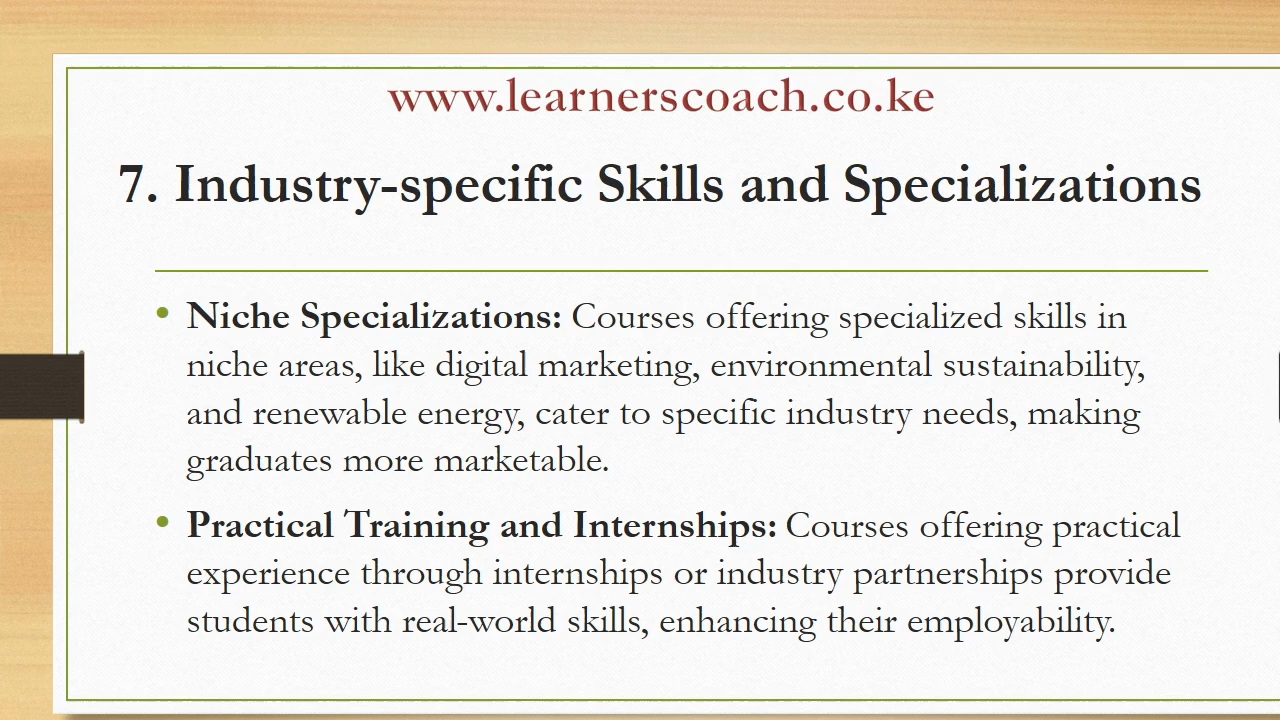 www.learnerscoach.co.ke
7. Industry-specific Skills and Specializations
• Niche Specializations: Courses offering specialized skills in
niche areas, like digital marketing, environmental sustainability,
and renewable energy, cater to specific industry needs, making
graduates more marketable.
• Practical Training and Internships: Courses offering practical
experience through internships or industry partnerships provide
students with real-world skills, enhancing their employability.